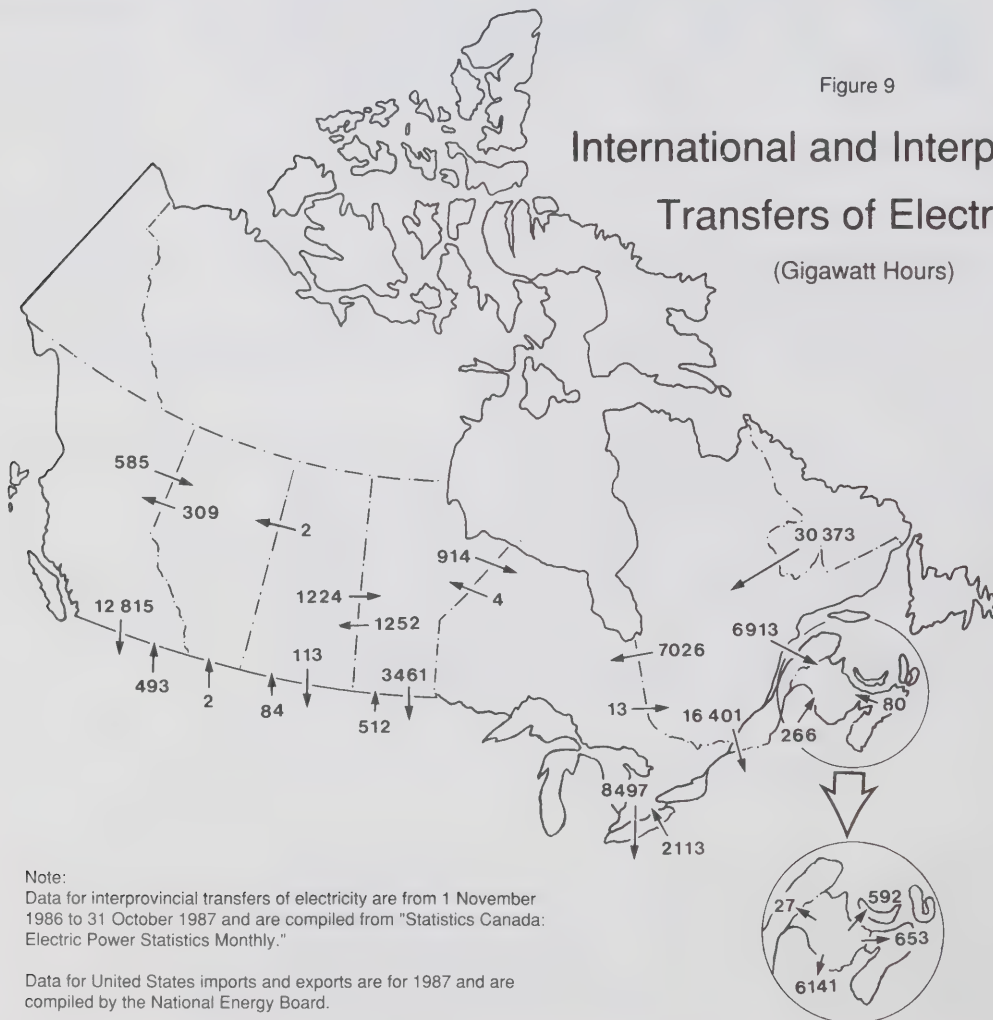 Figure 9
International and Interp
Transfers of Electr
(Gigawatt Hours)
585
309
2
914
4
30 373
1224
1252
12 815
493
2
84
113
512
3461
7026
13
16 401
6913
266
80
8497
2113
27
592
653
6141
Note:
Data for interprovincial transfers of electricity are from 1 November
1986 to 31 October 1987 and are compiled from "Statistics Canada:
Electric Power Statistics Monthly."
Data for United States imports and exports are for 1987 and are
compiled by the National Energy Board.